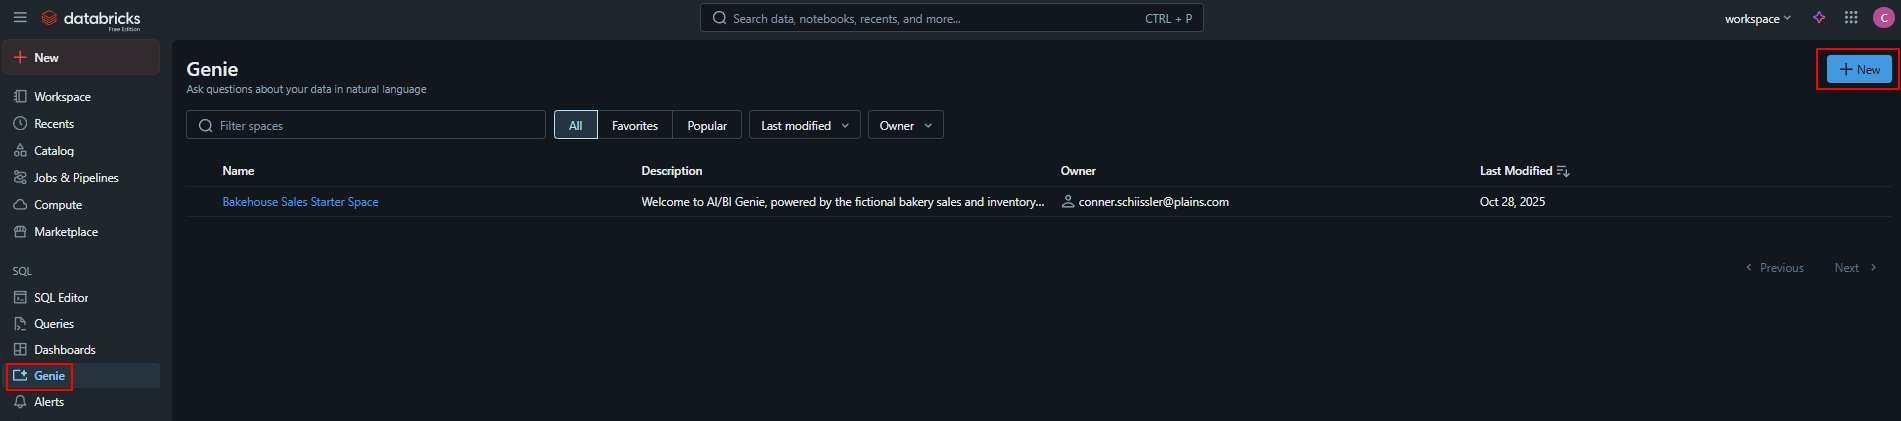 databricks
Free Edition
Search data, notebooks, recents, and more... CTRL + P
workspace
C
New
Workspace
Recents
Catalog
Jobs & Pipelines
Compute
Marketplace
SQL
SQL Editor
Queries
Dashboards
Genie
Alerts
Genie
Ask questions about your data in natural language
New
Filter spaces
All Favorites Popular Last modified Owner
Name Description Owner Last Modified
Bakehouse Sales Starter Space Welcome to AI/BI Genie, powered by the fictional bakery sales and inventory... conner.schiissler@plains.com Oct 28, 2025
Previous Next